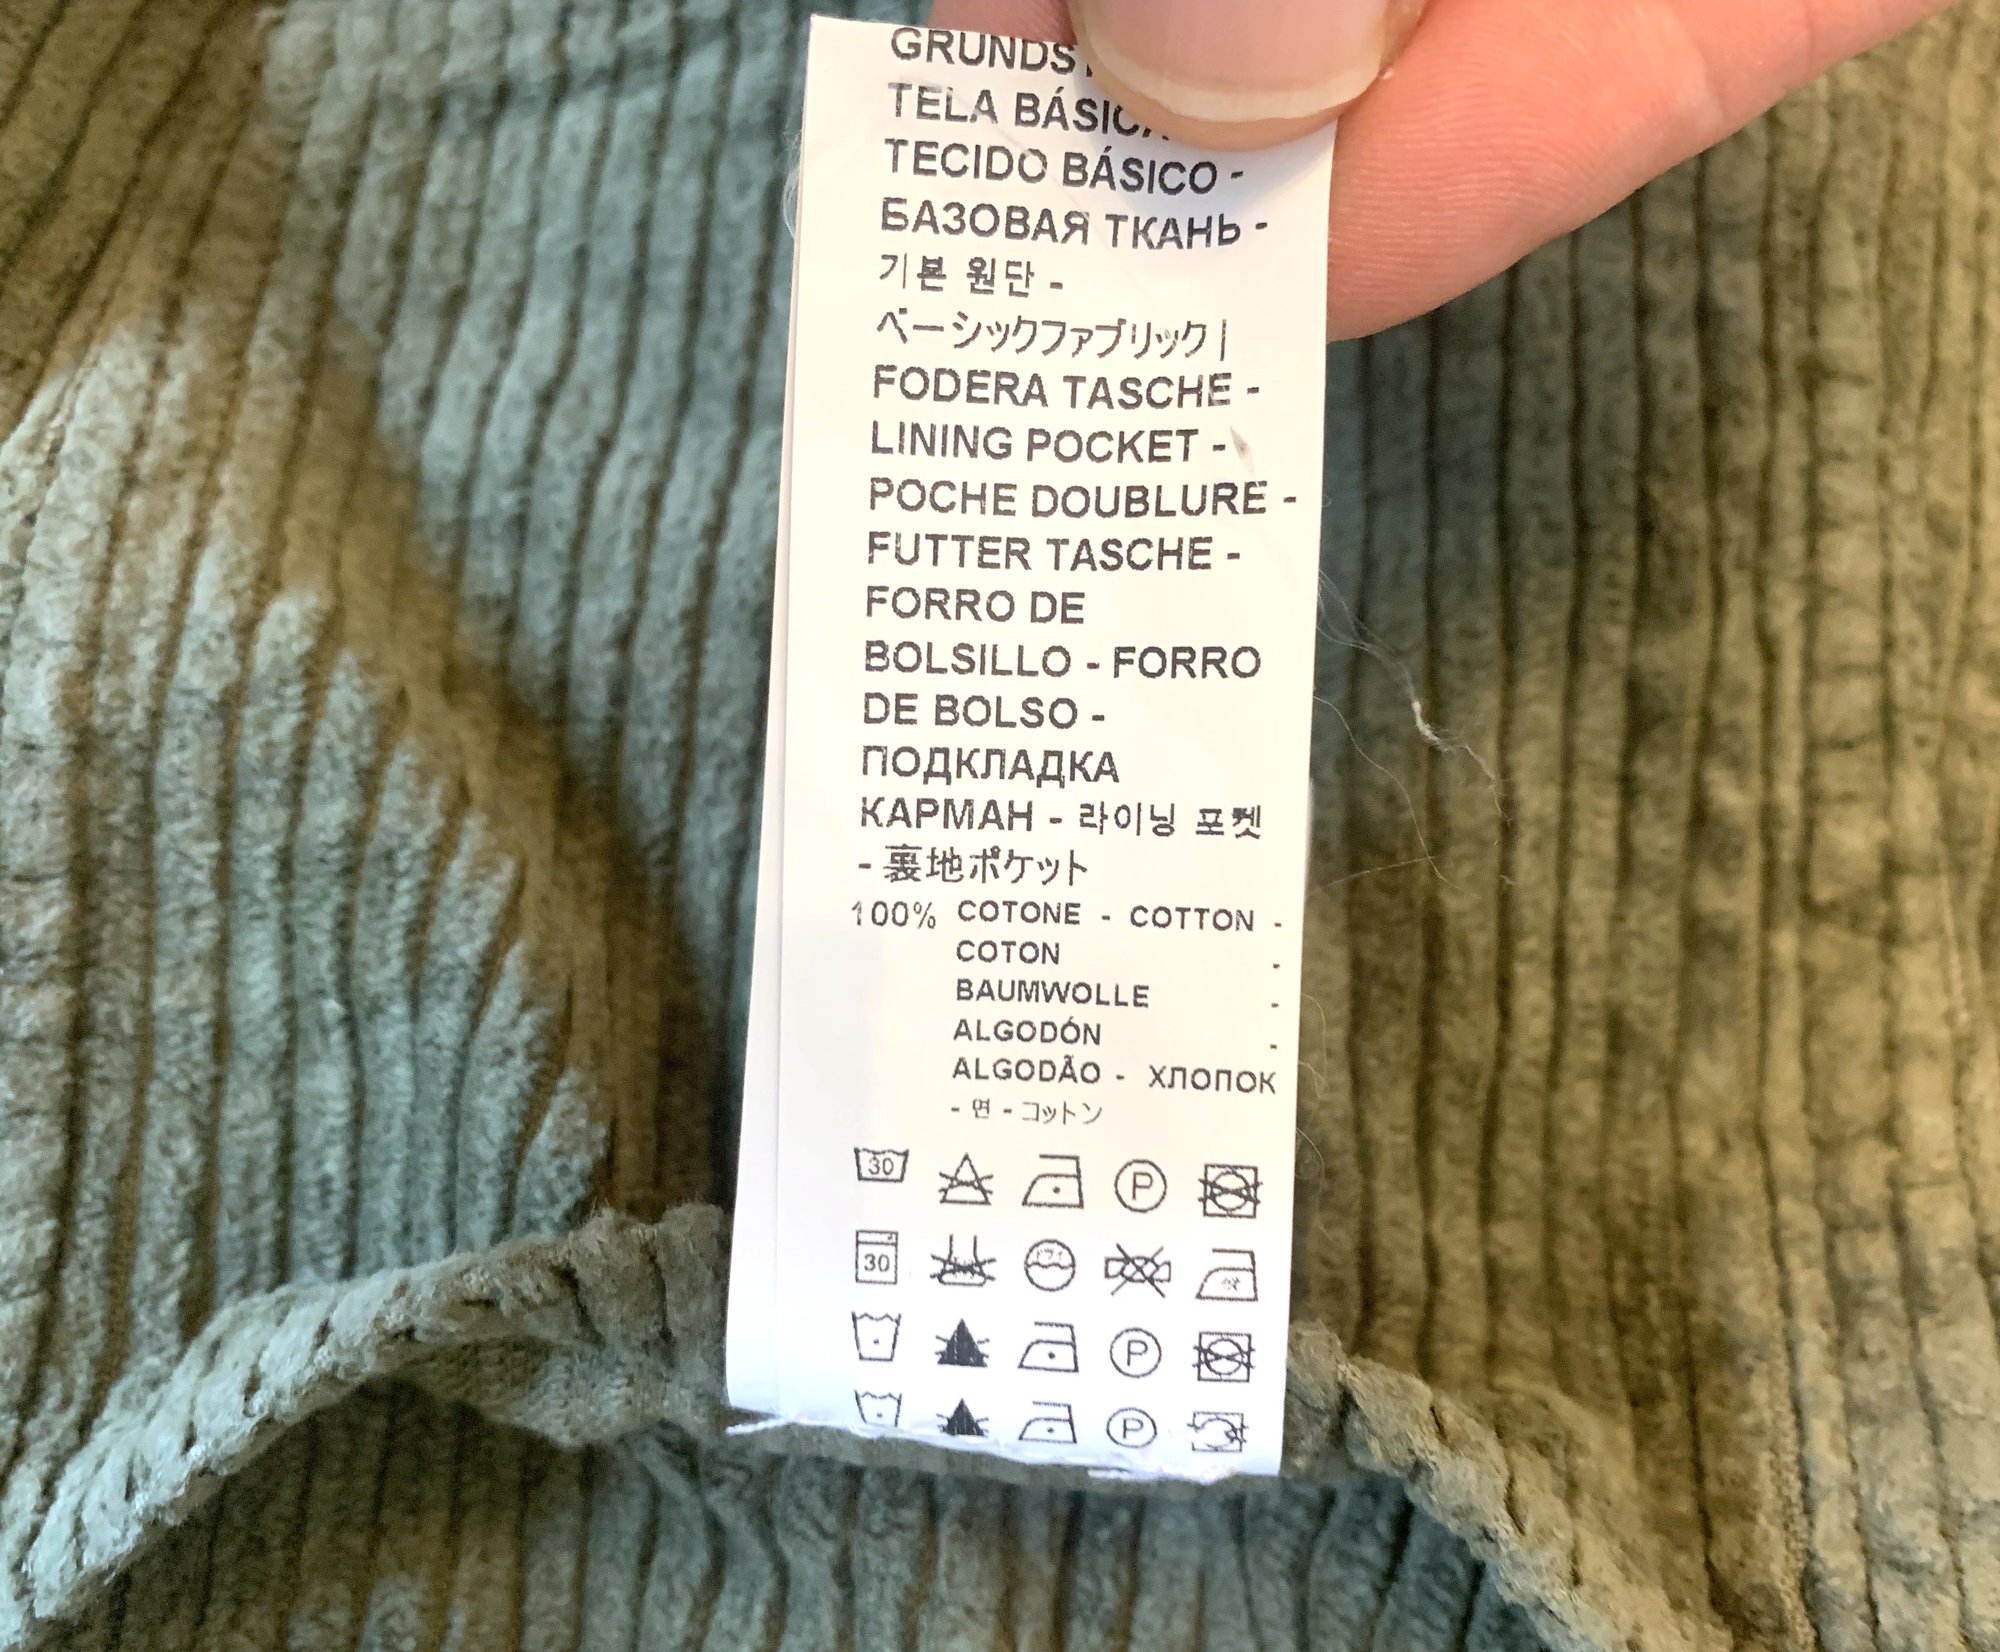 TELA BÁSICA
TECIDO BÁSICO -
БАЗОВАЯ ТКАНЬ -
기본 원단 -
ベーシックファブリック |
FODERA TASCHE -
LINING POCKET -
POCHE DOUBLURE -
FUTTER TASCHE -
FORRO DE
BOLSILLO - FORRO
DE BOLSO -
ПОДКЛАДКА
КАРМАН - 라이닝 포켓
- 裏地ポケット
100% COTONE - COTTON -
COTON -
BAUMWOLLE -
ALGODÓN -
ALGODÃO - ХЛОПОК
- 면 - コットン
30 P
30 ドライ
P
P